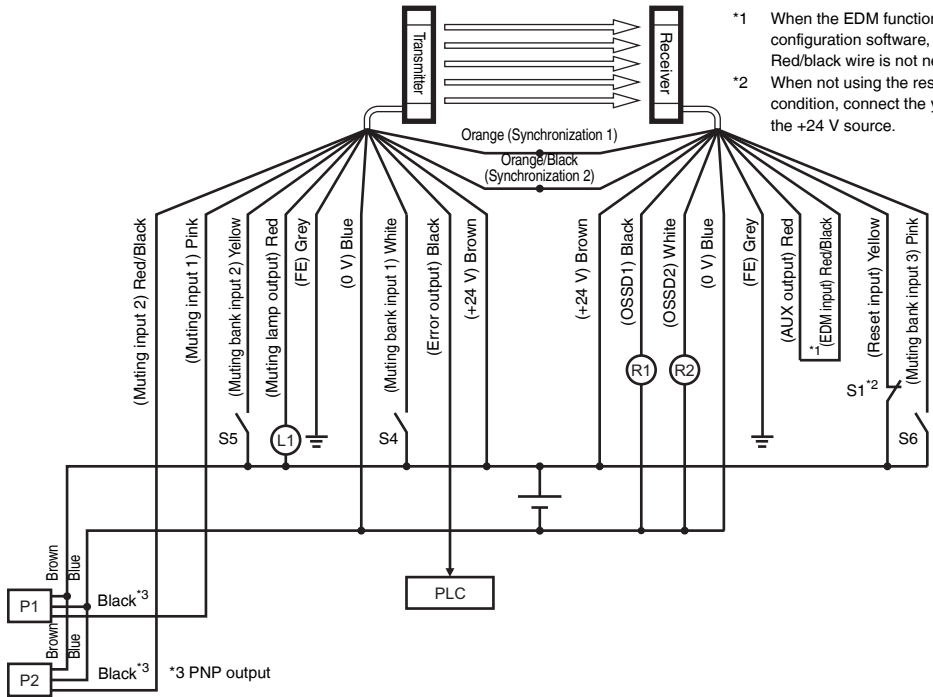 Transmitter
Receiver
*1 When the EDM function
configuration software,
Red/black wire is not
*2 When not using the
condition, connect the
the +24 V source.
Orange (Synchronization 1)
Orange/Black
(Synchronization 2)
(Muting input 2) Red/Black
(Muting input 1) Pink
(Muting bank input 2) Yellow
(Muting lamp output) Red
(FE) Grey
(0 V) Blue
(Muting bank input 1) White
(Error output) Black
(+24 V) Brown
(+24 V) Brown
(OSSD1) Black
(OSSD2) White
(0 V) Blue
(FE) Grey
(AUX output) Red
*1 (EDM input) Red/Black
(Reset input) Yellow
(Muting bank input 3) Pink
R1
R2
S1*2
S5
L1
S4
S6
Brown
Blue
P1
Black*3
PLC
Brown
Blue
P2
Black*3
*3 PNP output